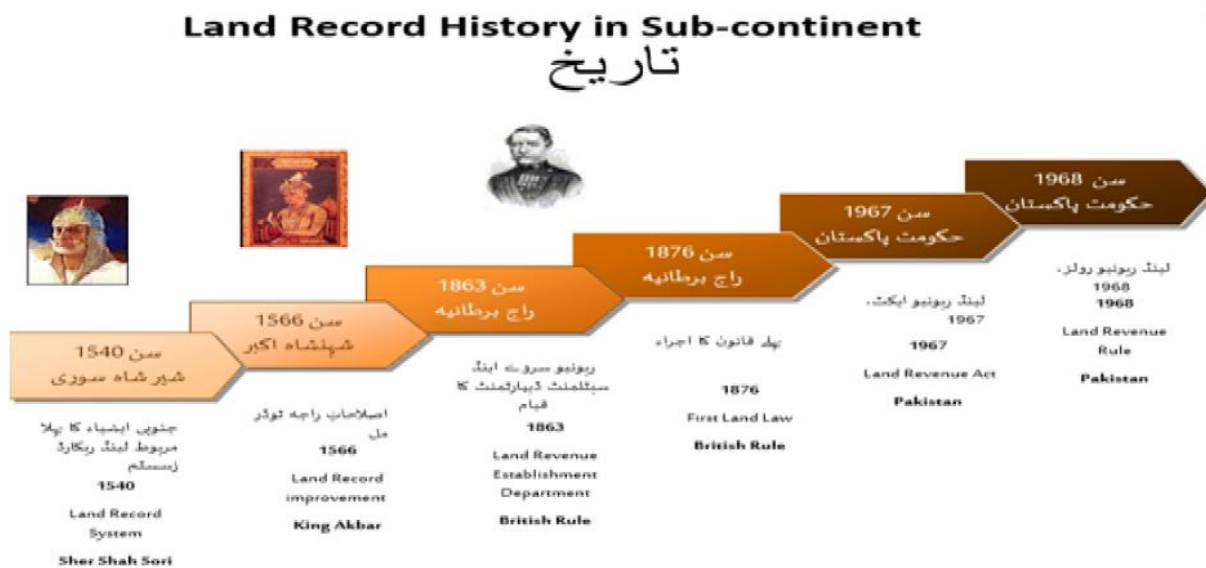 Land Record History in Sub-continent
تاریخ
سن 1540
شیر شاہ سوری
جنوبی ایشیاء کا پہلا
مربوط لینڈ ریکارڈ
زسسٹم
1540
Land Record
System
Sher Shah Sori
سن 1566
شہنشاہ اکبر
اصلاحات راجہ ٹوڈر
مل
1566
Land Record
improvement
King Akbar
سن 1863
راج برطانیہ
ریونیو سروے اینڈ
سیٹلمنٹ ڈیپارٹمنٹ کا
قیام
1863
Land Revenue
Establishment
Department
British Rule
سن 1876
راج برطانیہ
پہلے قانون کا اجراء
1876
First Land Law
British Rule
سن 1967
حکومت پاکستان
لینڈ ریونیو ایکٹ،
1967
1967
Land Revenue Act
Pakistan
سن 1968
حکومت پاکستان
لینڈ ریونیو رولز،
1968
1968
Land Revenue
Rule
Pakistan